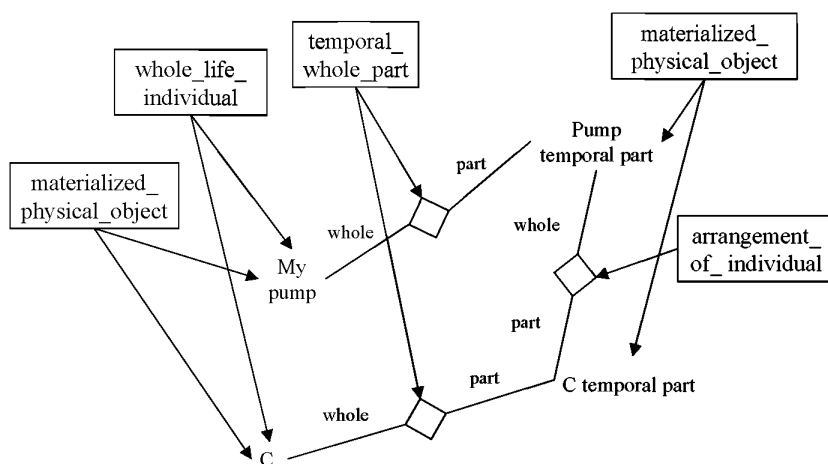 temporal_
whole_part
materialized_
physical_object
whole_life_
individual
Pump
temporal part
part
materialized_
physical_object
whole
whole
arrangement_
of_ individual
My
pump
part
part
C temporal part
whole
C